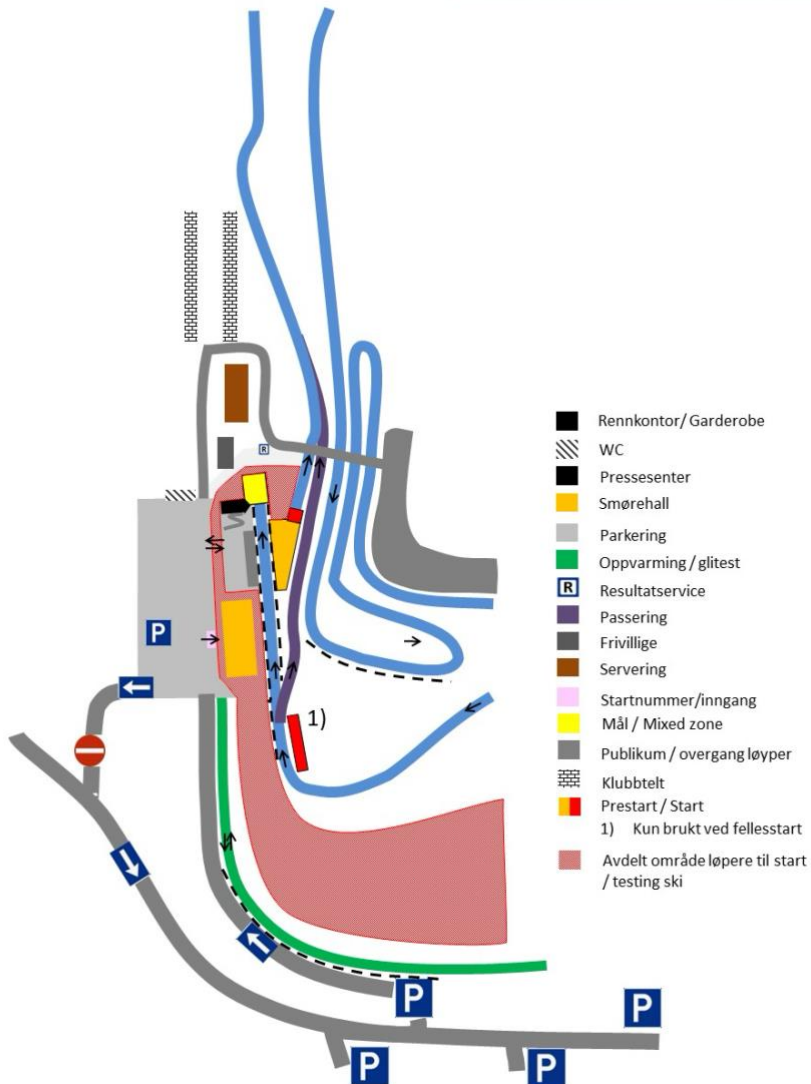 R
1)
P
P
P
P
P
Rennkontor/ Garderobe
WC
Pressesenter
Smørehall
Parkering
Oppvarming / glitest
R Resultatservice
Passering
Frivillige
Servering
Startnummer/inngang
Mål / Mixed zone
Publikum / overgang løyper
Klubbtelt
Prestart / Start
1) Kun brukt ved fellesstart
Avdelt område løpere til start
/ testing ski